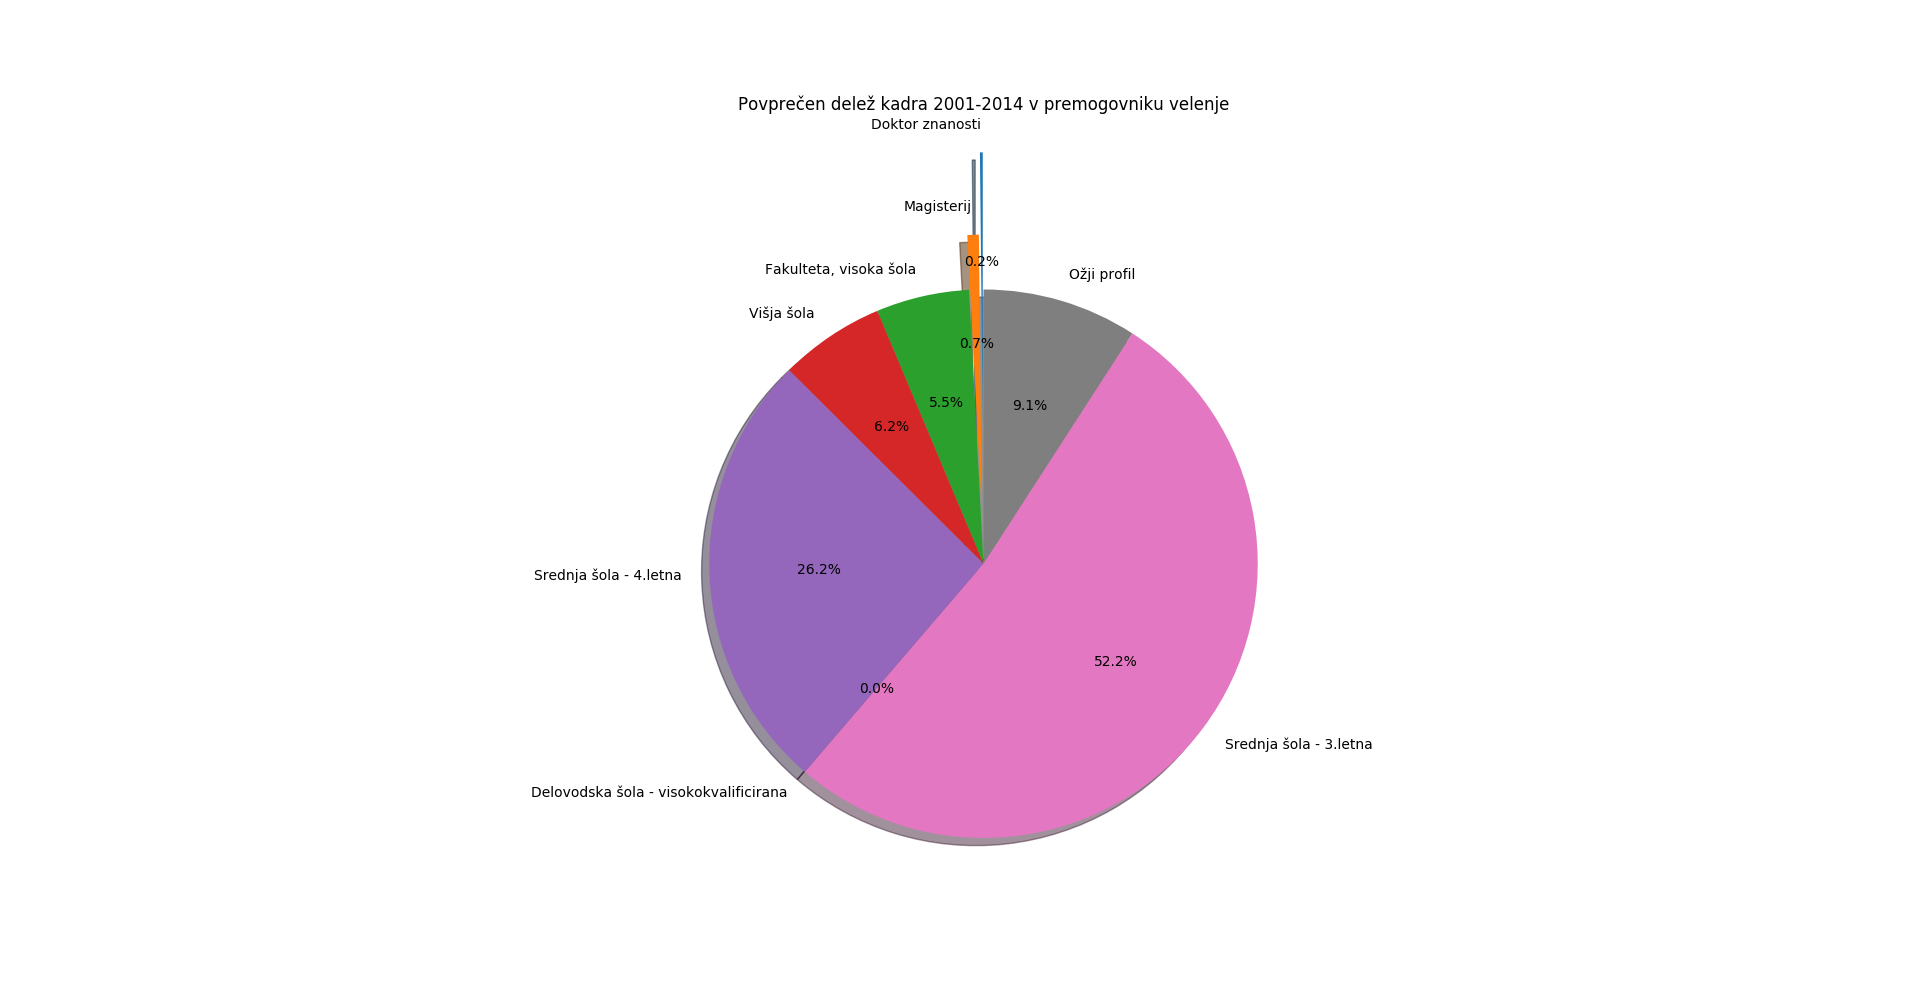 Povprečen delež kadra 2001-2014 v premogovniku velenje
Doktor znanosti
Magisterij
0.2%
Fakulteta, visoka šola
Ožji profil
Višja šola
0.7%
5.5%
9.1%
6.2%
26.2%
Srednja šola - 4.letna
52.2%
0.0%
Srednja šola - 3.letna
Delovodska šola - visokokvalificirana